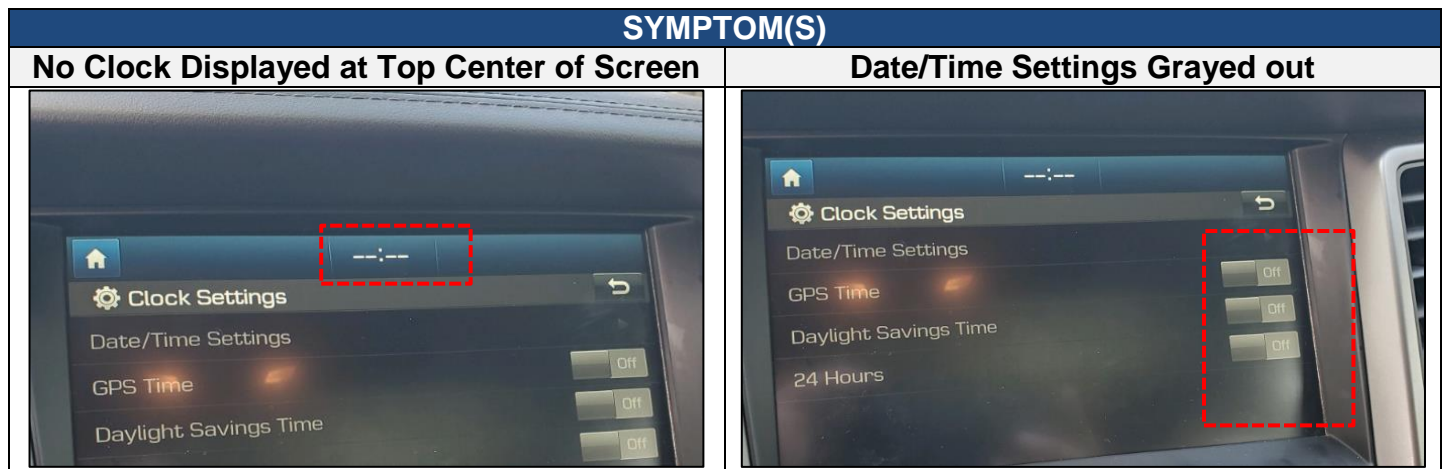 SYMPTOM(S)
No Clock Displayed at Top Center of Screen
Date/Time Settings Grayed out
--:--
Clock Settings
Date/Time Settings
GPS Time
Off
Daylight Savings Time
Off
Off
--:--
Clock Settings
Date/Time Settings
GPS Time
Off
Daylight Savings Time
Off
24 Hours
Off